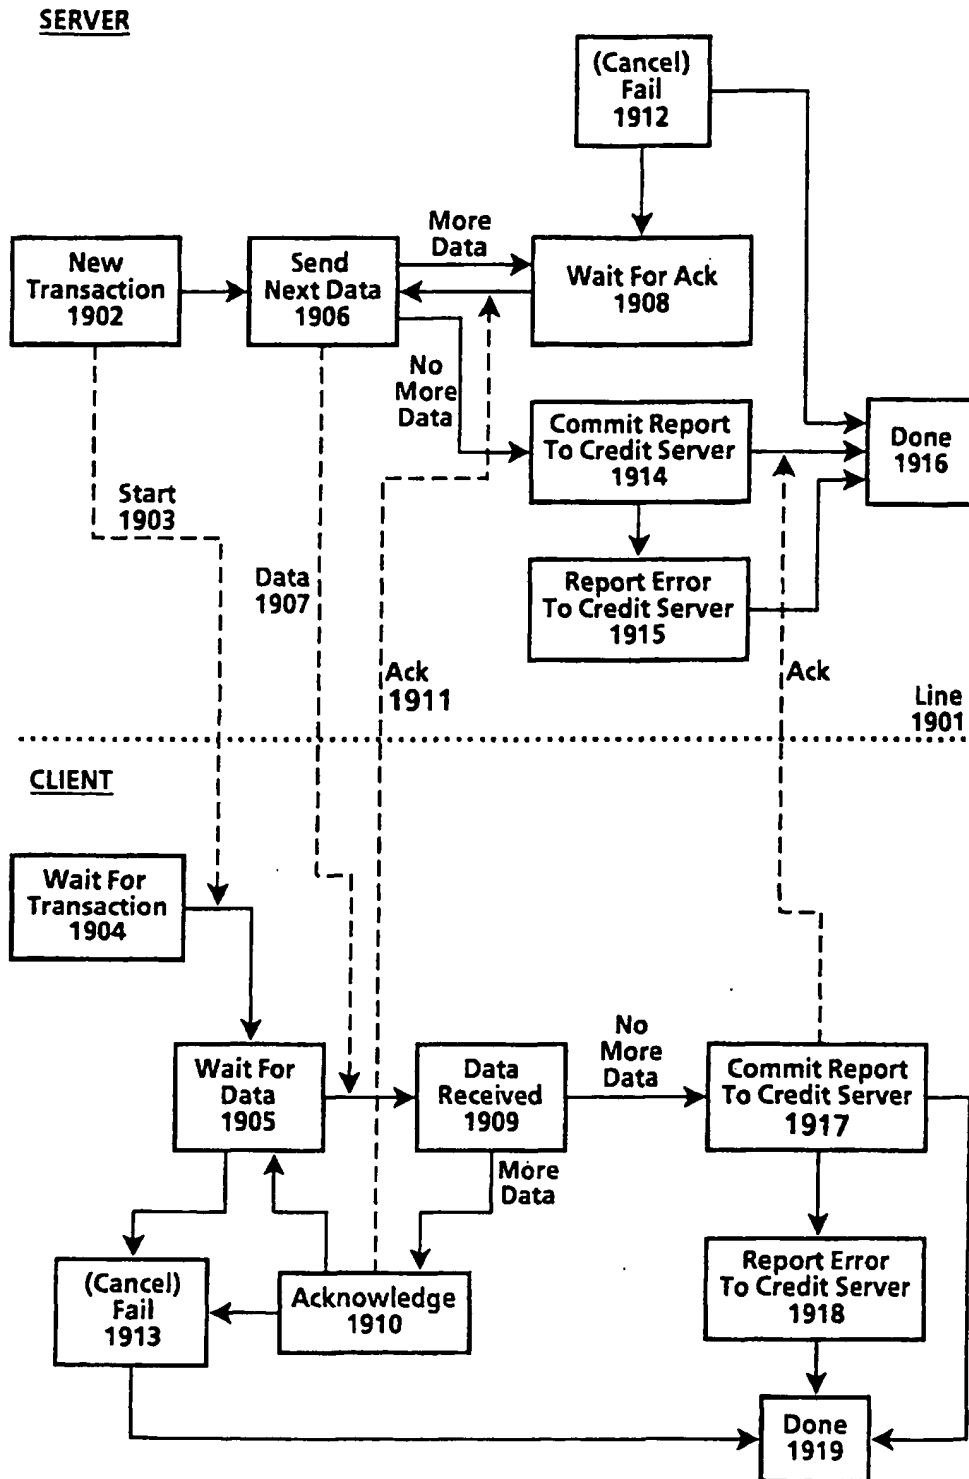 SERVER
(Cancel)
Fail
1912
New
Transaction
1902
Send
Next Data
1906
More
Data
Wait For Ack
1908
No
More
Data
Commit Report
To Credit Server
1914
Done
1916
Start
1903
Data
1907
Report Error
To Credit Server
1915
Ack
1911
Ack
Line
1901
CLIENT
Wait For
Transaction
1904
Wait For
Data
1905
Data
Received
1909
No
More
Data
Commit Report
To Credit Server
1917
More
Data
(Cancel)
Fail
1913
Acknowledge
1910
Report Error
To Credit Server
1918
Done
1919